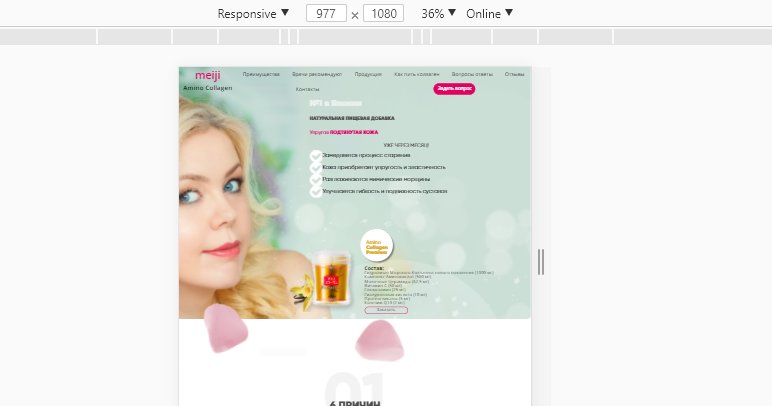 Responsive 977 × 1080 36% Online
meiji
Amino Collagen
Преимущества Врачи рекомендуют Продукция Как пить коллаген Вопросы ответы Отзывы
Контакты Задать вопрос
№1 в Японии
НАТУРАЛЬНАЯ ПИЩЕВАЯ ДОБАВКА
Упругая ПОДТЯНУТАЯ КОЖА
УЖЕ ЧЕРЕЗ МЕСЯЦ!
Замедляется процесс старения
Кожа приобретает упругость и эластичность
Разглаживаются мимические морщины
Улучшается гибкость и подвижность суставов
Amino
Collagen
Premium
Состав:
Заказать
01
6 ПРИЧИН